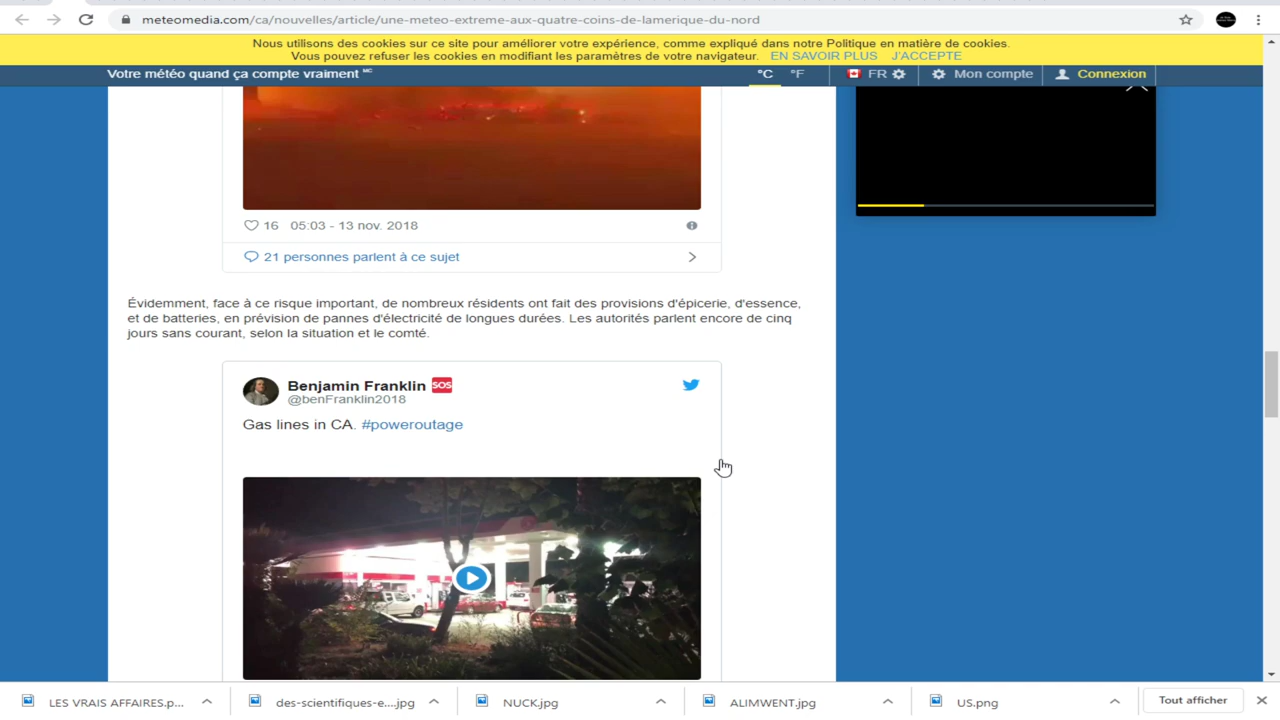 meteomedia.com/ca/nouvelles/article/une-meteo-extreme-aux-quatre-coins-de-lamerique-du-nord
Nous utilisons des cookies sur ce site pour améliorer votre expérience, comme expliqué dans notre Politique en matière de cookies.
Vous pouvez refuser les cookies en modifiant les paramètres de votre navigateur. EN SAVOIR PLUS J'ACCEPTE
Votre météo quand ça compte vraiment MC
°C °F FR Mon compte Connexion
16 05:03 - 13 nov. 2018
21 personnes parlent à ce sujet
Évidemment, face à ce risque important, de nombreux résidents ont fait des provisions d'épicerie, d'essence,
et de batteries, en prévision de pannes d'électricité de longues durées. Les autorités parlent encore de cinq
jours sans courant, selon la situation et le comté.
Benjamin Franklin SOS
@benFranklin2018
Gas lines in CA. #poweroutage
LES VRAIS AFFAIRES.p... des-scientifiques-e....jpg NUCK.jpg ALIMWENT.jpg US.png Tout afficher